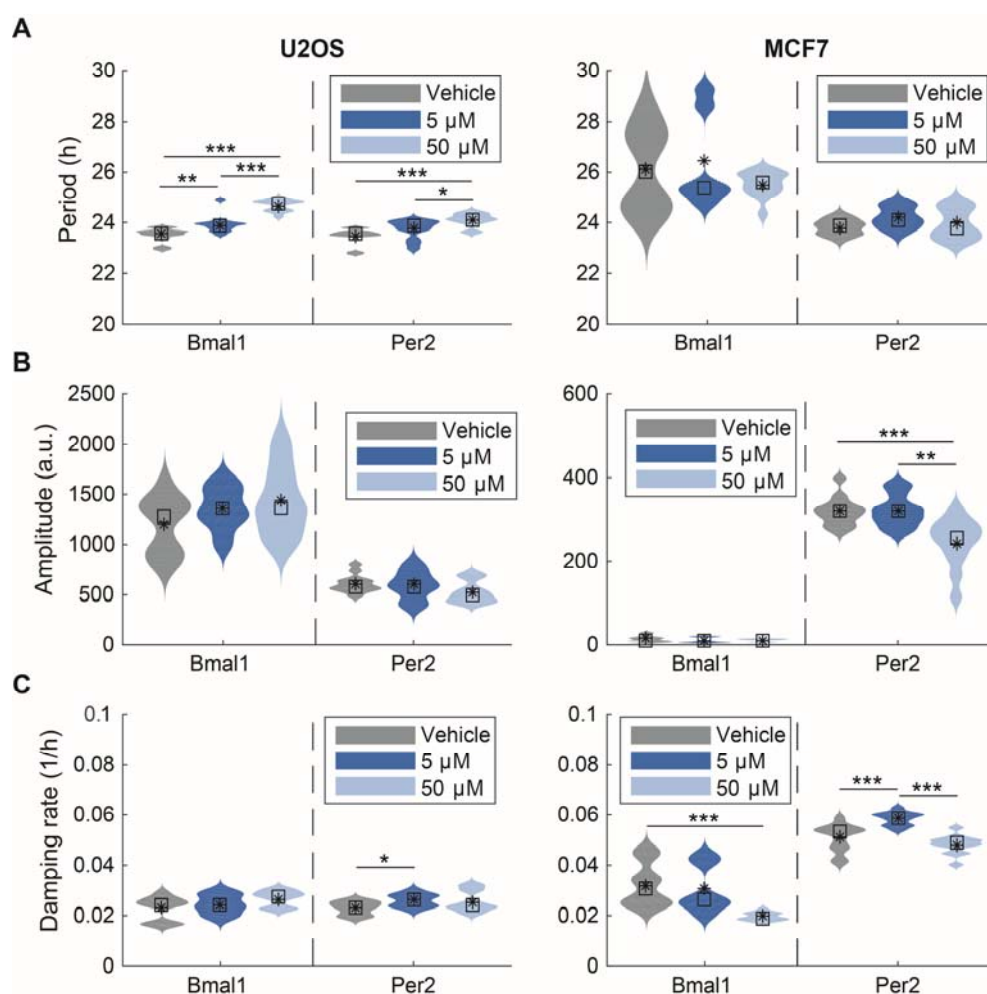 A
U2OS
MCF7
Period (h)
30
28
26
24
22
20
Vehicle
5 µM
50 µM
***
** ***
***
*
Bmal1 Per2
30
28
26
24
22
20
Vehicle
5 µM
50 µM
Bmal1 Per2
B
Amplitude (a.u.)
2500
2000
1500
1000
500
0
Vehicle
5 µM
50 µM
Bmal1 Per2
600
400
200
0
Vehicle
5 µM
50 µM
***
**
Bmal1 Per2
C
Damping rate (1/h)
0.1
0.08
0.06
0.04
0.02
0
Vehicle
5 µM
50 µM
*
Bmal1 Per2
0.1
0.08
0.06
0.04
0.02
0
Vehicle
5 µM
50 µM
***
*** ***
Bmal1 Per2